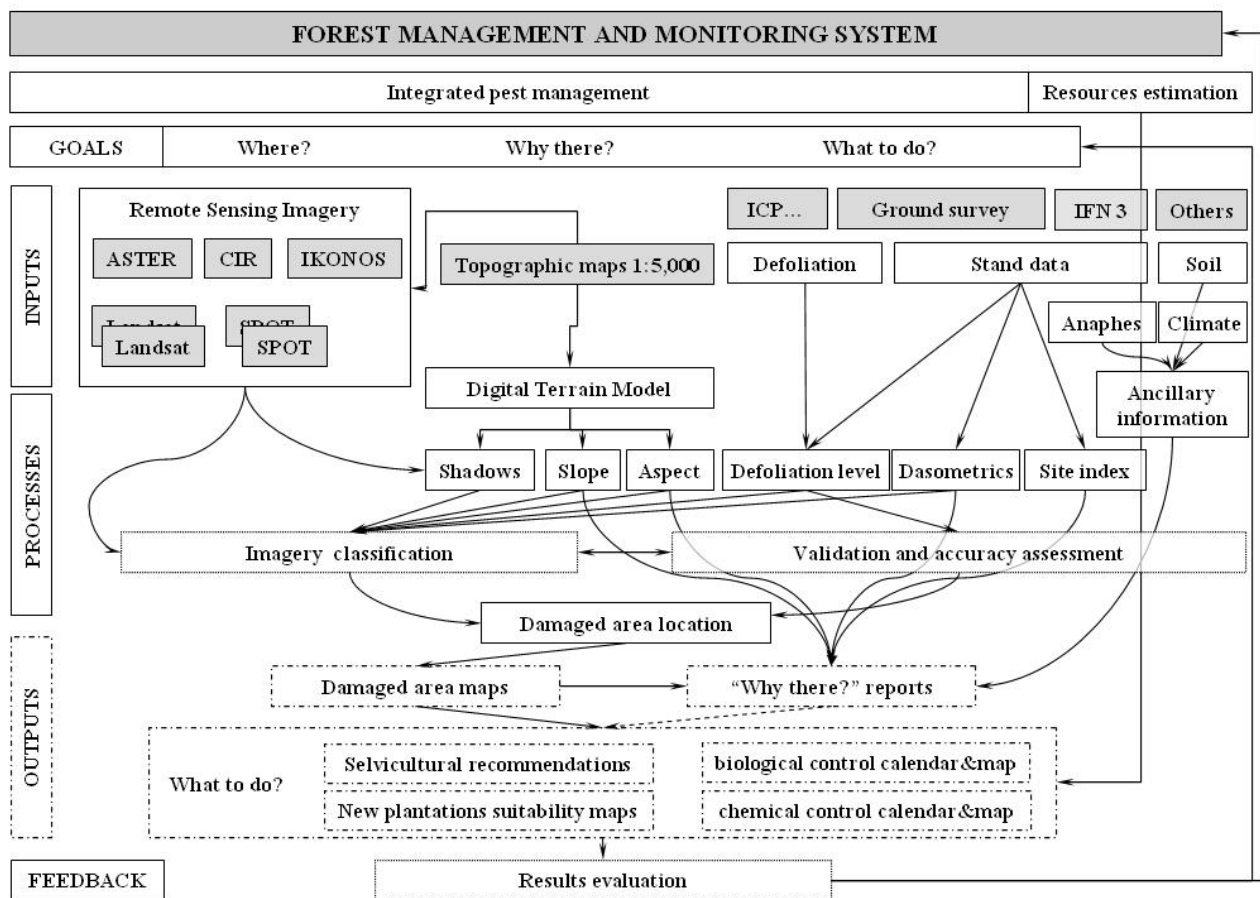 FOREST MANAGEMENT AND MONITORING SYSTEM
Integrated pest management
Resources estimation
GOALS
Where?
Why there?
What to do?
INPUTS
Remote Sensing Imagery
ASTER
CIR
IKONOS
Landsat
SPOT
Landsat
SPOT
Topographic maps 1:5,000
ICP...
Ground survey
IFN 3
Others
Defoliation
Stand data
Soil
Anaphes
Climate
Digital Terrain Model
Ancillary
information
PROCESSES
Shadows
Slope
Aspect
Defoliation level
Dasometrics
Site index
Imagery classification
Validation and accuracy assessment
Damaged area location
OUTPUTS
Damaged area maps
“Why there?” reports
What to do?
Selvicultural recommendations
biological control calendar&map
New plantations suitability maps
chemical control calendar&map
FEEDBACK
Results evaluation